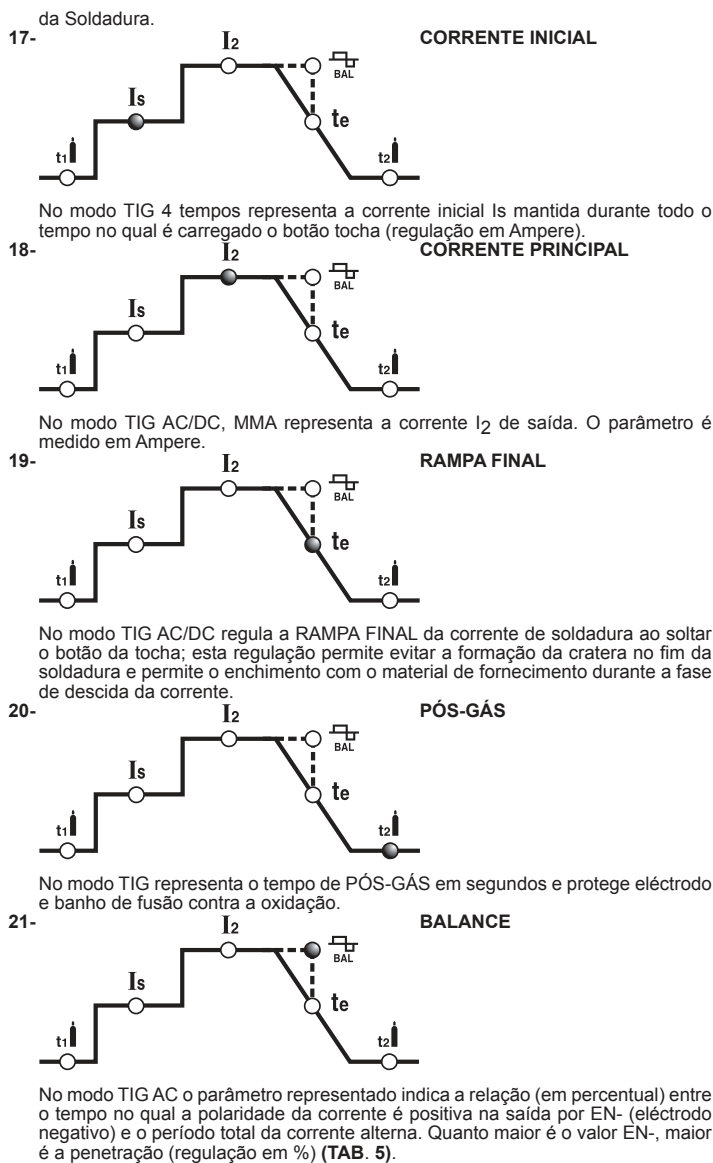 da Soldadura.
17- CORRENTE INICIAL
I2
BAL
Is
te
t1 t2
No modo TIG 4 tempos representa a corrente inicial Is mantida durante todo o
tempo no qual é carregado o botão tocha (regulação em Ampere).
18- CORRENTE PRINCIPAL
I2
BAL
Is
te
t1 t2
No modo TIG AC/DC, MMA representa a corrente I2 de saída. O parâmetro é
medido em Ampere.
19- RAMPA FINAL
I2
BAL
Is
te
t1 t2
No modo TIG AC/DC regula a RAMPA FINAL da corrente de soldadura ao soltar
o botão da tocha; esta regulação permite evitar a formação da cratera no fim da
soldadura e permite o enchimento com o material de fornecimento durante a fase
de descida da corrente.
20- PÓS-GÁS
I2
BAL
Is
te
t1 t2
No modo TIG representa o tempo de PÓS-GÁS em segundos e protege eléctrodo
e banho de fusão contra a oxidação.
21- BALANCE
I2
BAL
Is
te
t1 t2
No modo TIG AC o parâmetro representado indica a relação (em percentual) entre
o tempo no qual a polaridade da corrente é positiva na saída por EN- (eléctrodo
negativo) e o período total da corrente alterna. Quanto maior é o valor EN-, maior
é a penetração (regulação em %) (TAB. 5).